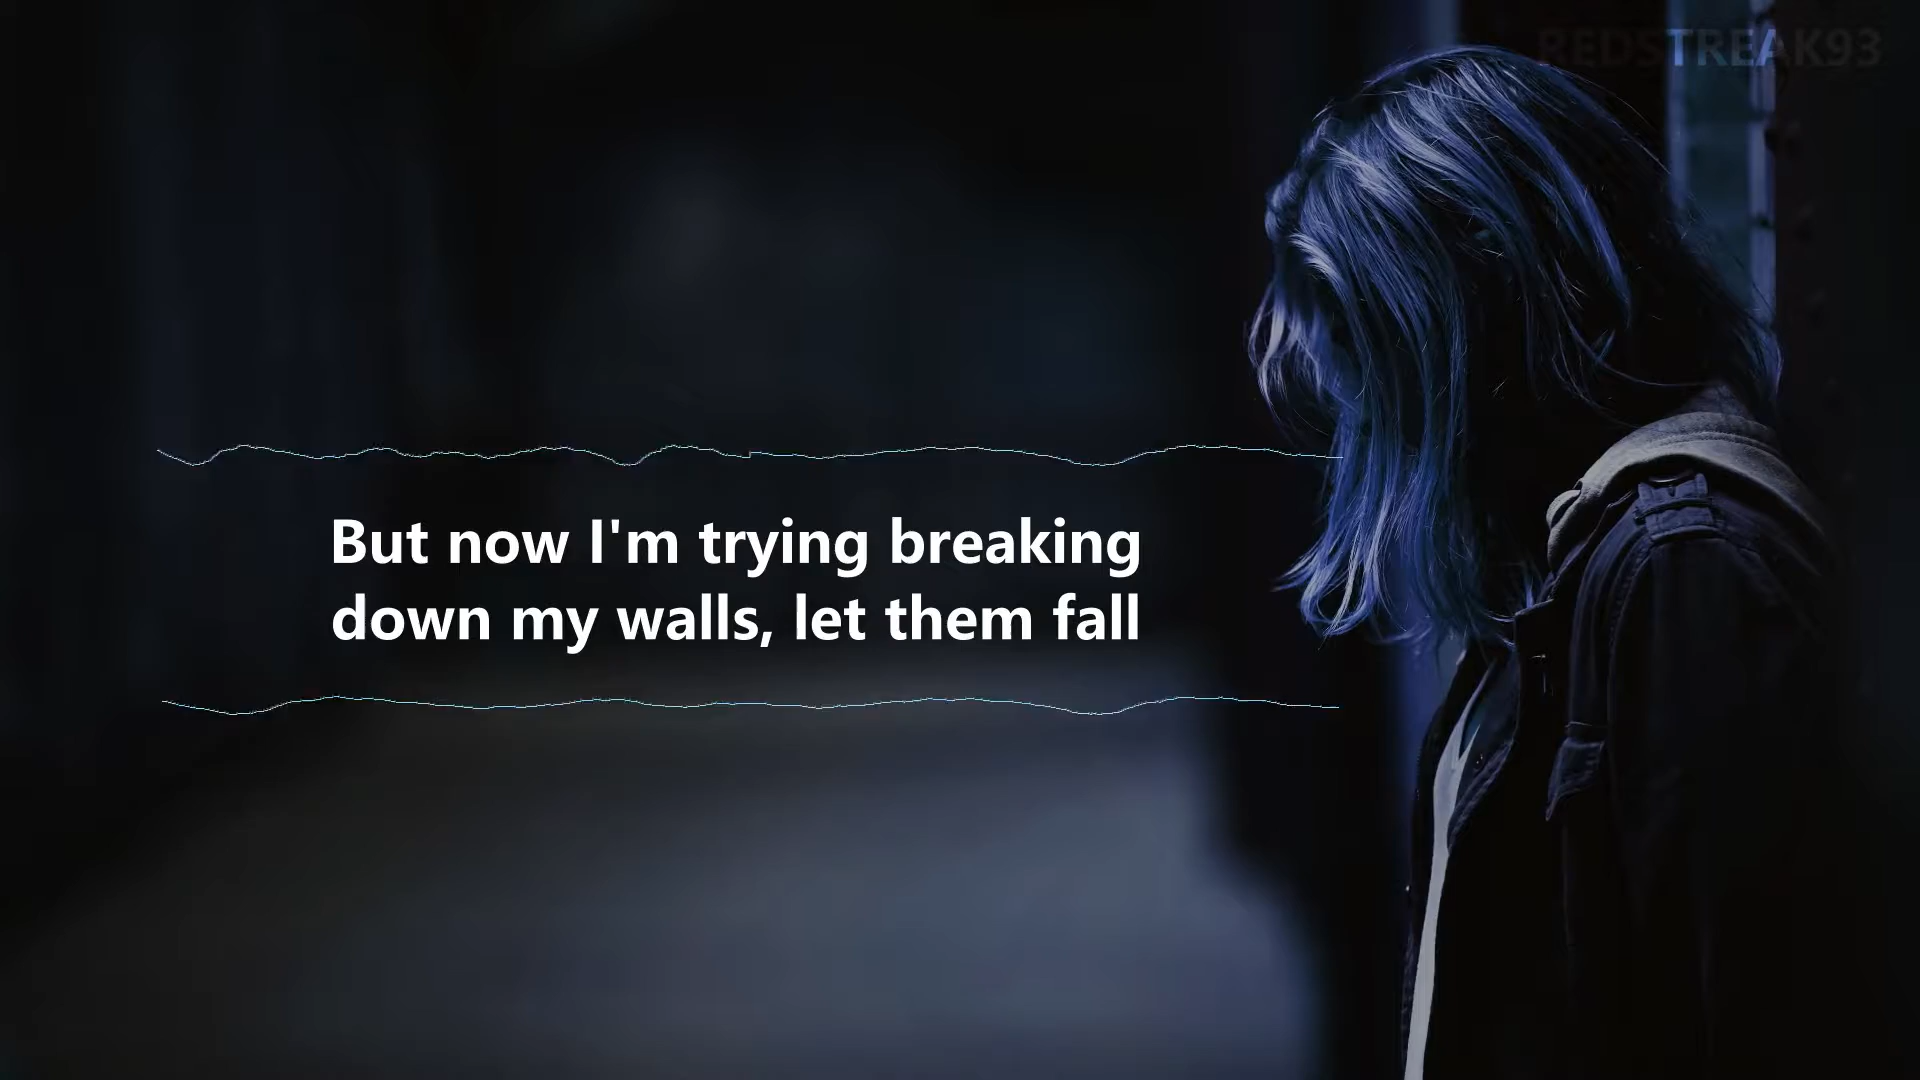 REDSTREAK93
But now I'm trying breaking
down my walls, let them fall